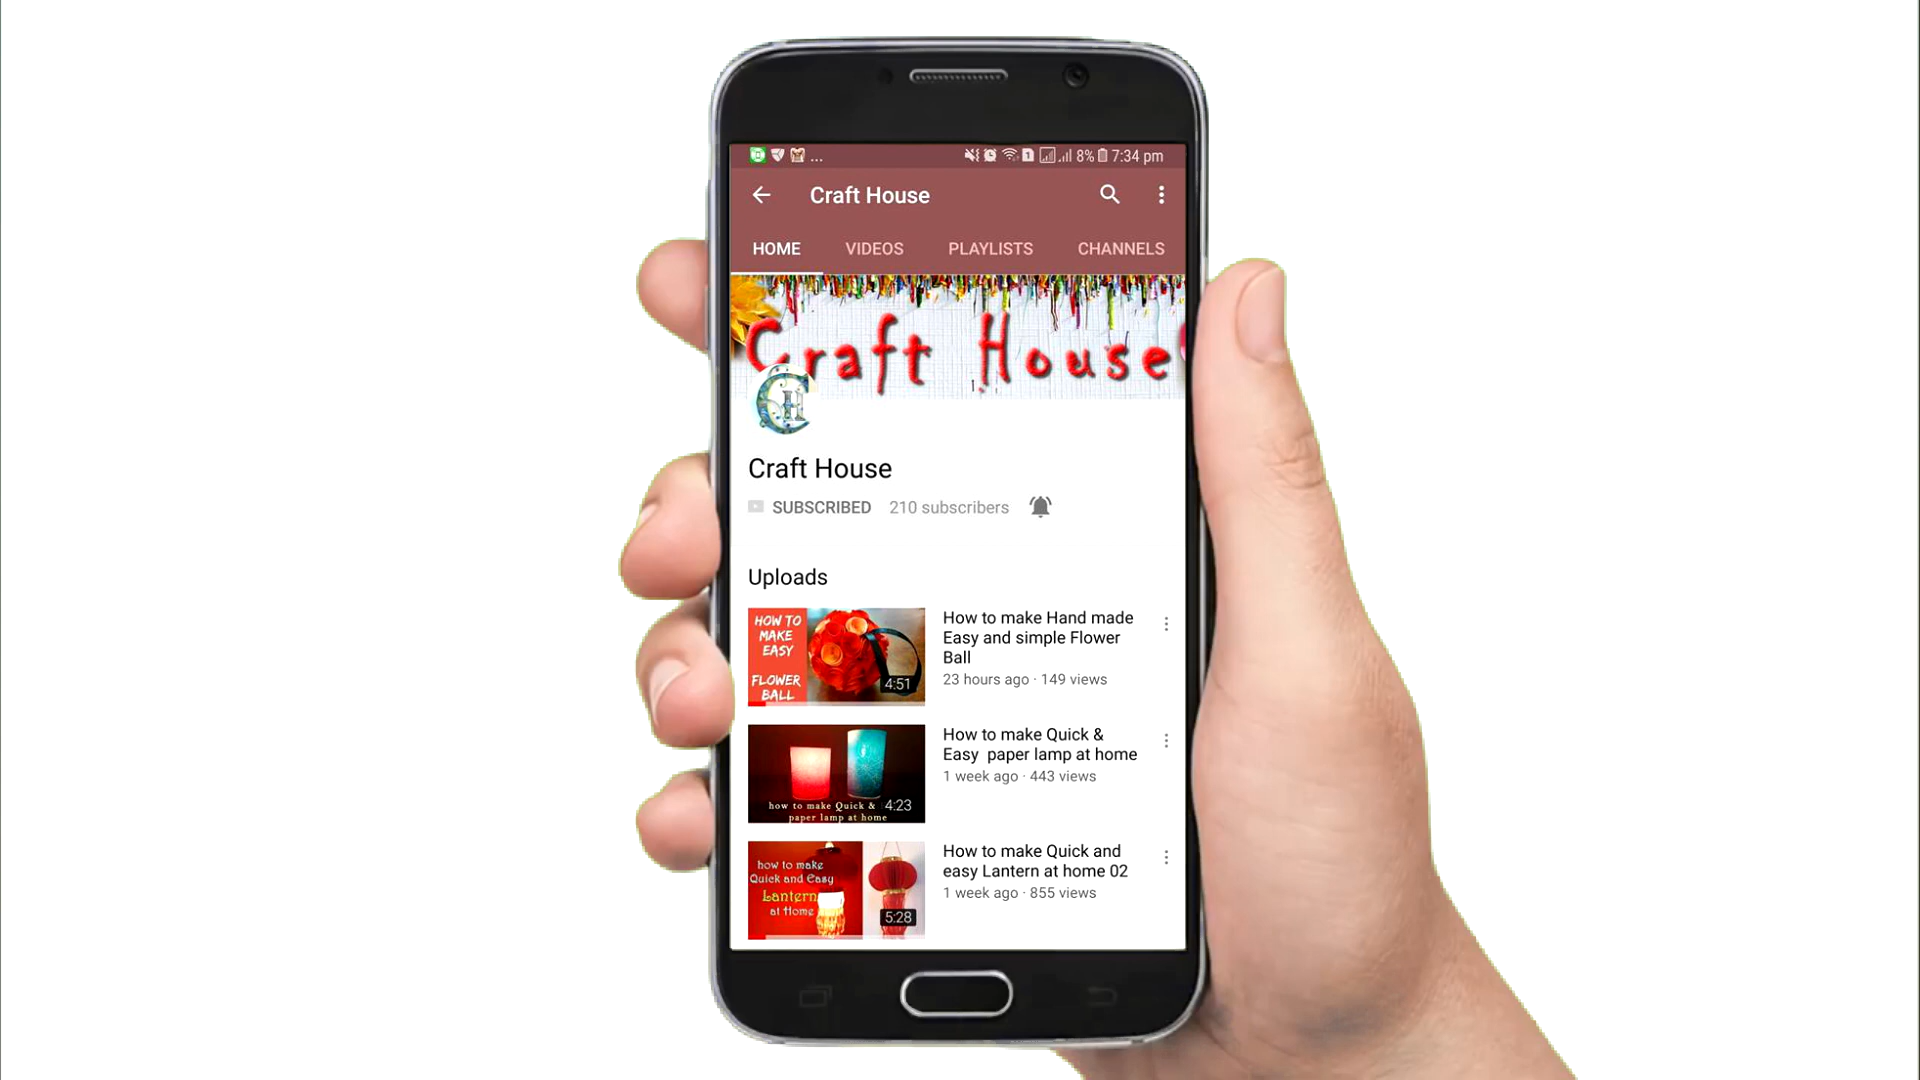 ... 8% 7:34 pm
Craft House
HOME VIDEOS PLAYLISTS CHANNELS
Craft House
CH
Craft House
SUBSCRIBED 210 subscribers
Uploads
HOW TO
MAKE
EASY
FLOWER
BALL
4:51
How to make Hand made
Easy and simple Flower
Ball
23 hours ago · 149 views
how to make Quick &
paper lamp at home
4:23
How to make Quick &
Easy  paper lamp at home
1 week ago · 443 views
how to make
Quick and Easy
Lantern
at Home
5:28
How to make Quick and
easy Lantern at home 02
1 week ago · 855 views